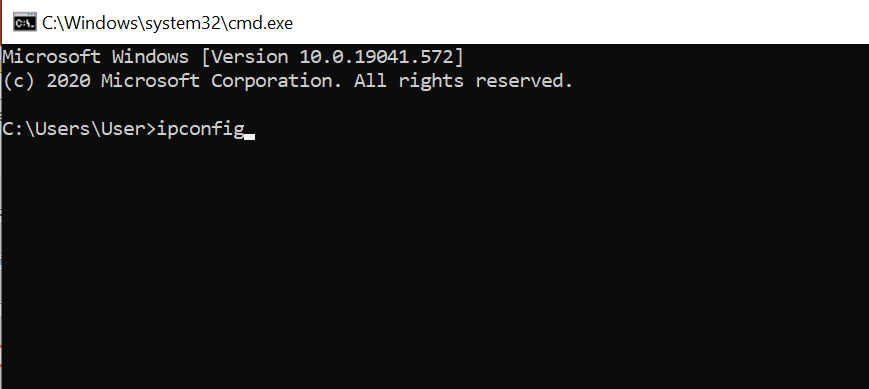 C:\Windows\system32\cmd.exe
Microsoft Windows [Version 10.0.19041.572]
(c) 2020 Microsoft Corporation. All rights reserved.
C:\Users\User>ipconfig